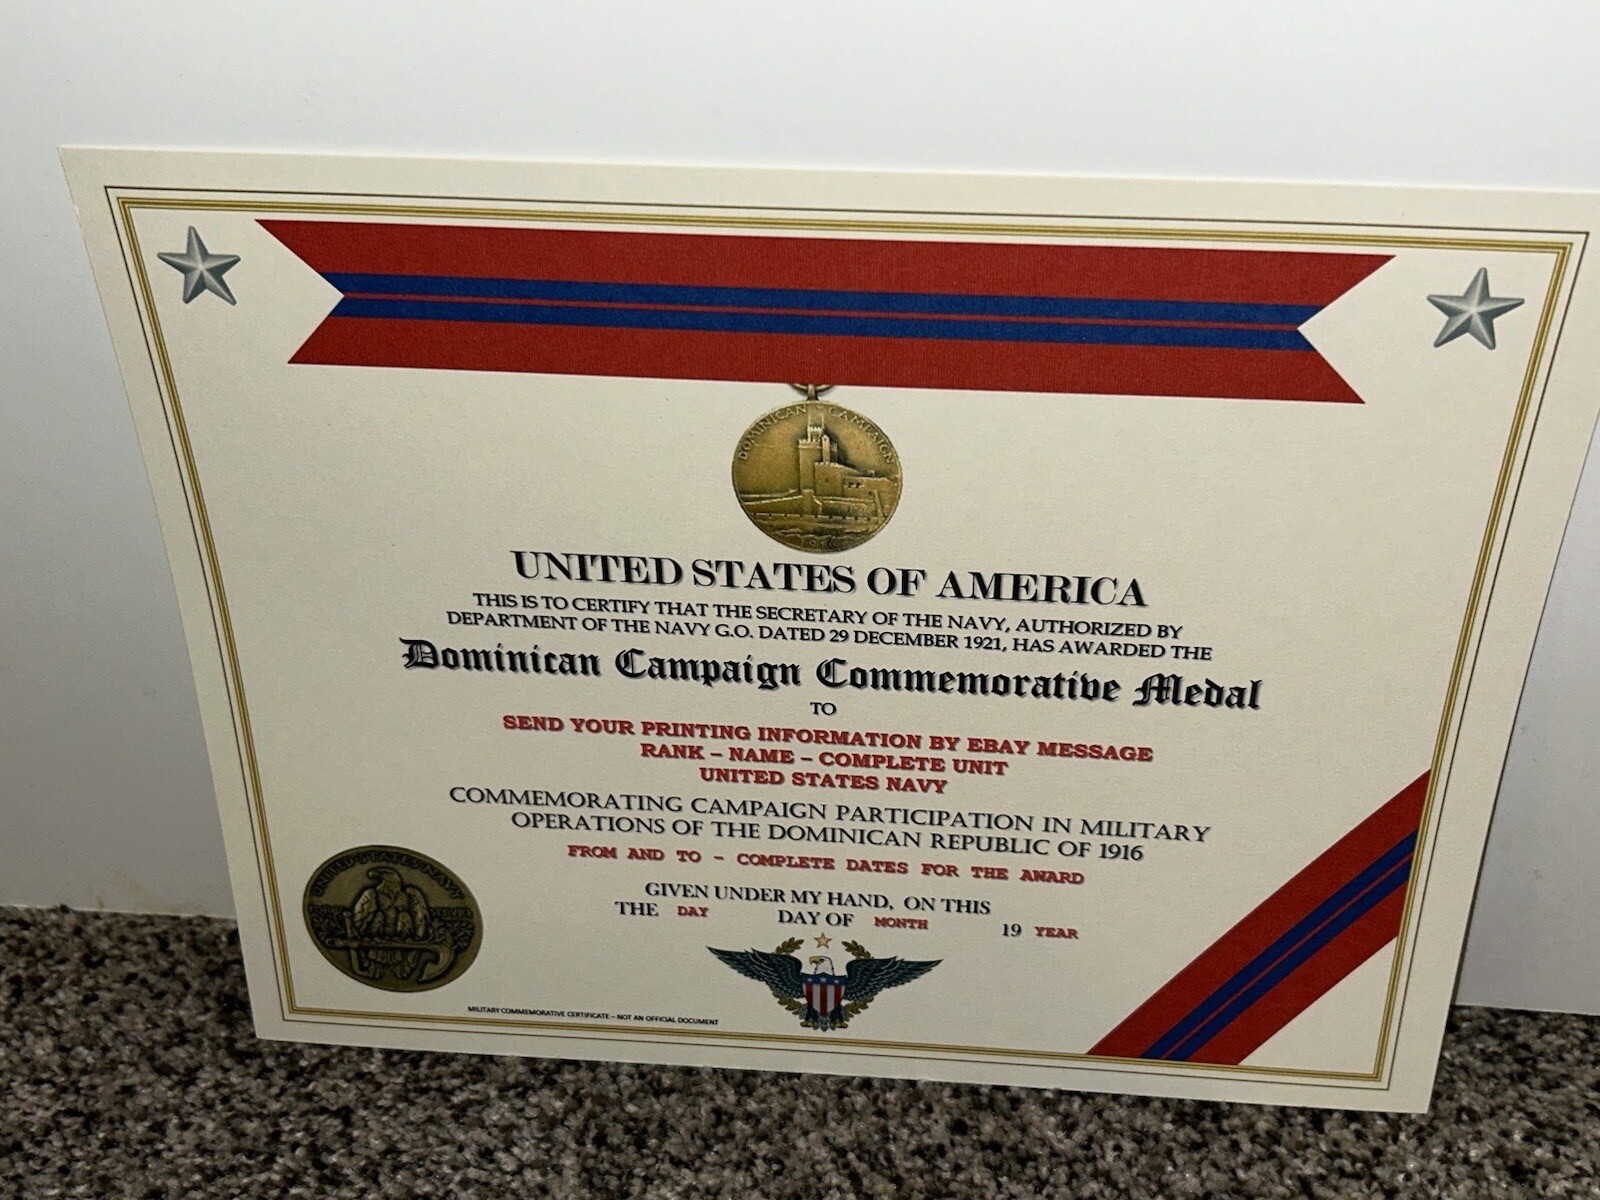 DOMINICAN CAMPAIGN
1916
UNITED STATES OF AMERICA
THIS IS TO CERTIFY THAT THE SECRETARY OF THE NAVY, AUTHORIZED BY
DEPARTMENT OF THE NAVY G.O. DATED 29 DECEMBER 1921, HAS AWARDED THE
Dominican Campaign Commemorative Medal
TO
SEND YOUR PRINTING INFORMATION BY EBAY MESSAGE
RANK – NAME – COMPLETE UNIT
UNITED STATES NAVY
COMMEMORATING CAMPAIGN PARTICIPATION IN MILITARY
OPERATIONS OF THE DOMINICAN REPUBLIC OF 1916
FROM AND TO - COMPLETE DATES FOR THE AWARD
GIVEN UNDER MY HAND, ON THIS
THE DAY DAY OF MONTH 19 YEAR
UNITED STATES NAVY
FOR SERVICE
MILITARY COMMEMORATIVE CERTIFICATE – NOT AN OFFICIAL DOCUMENT